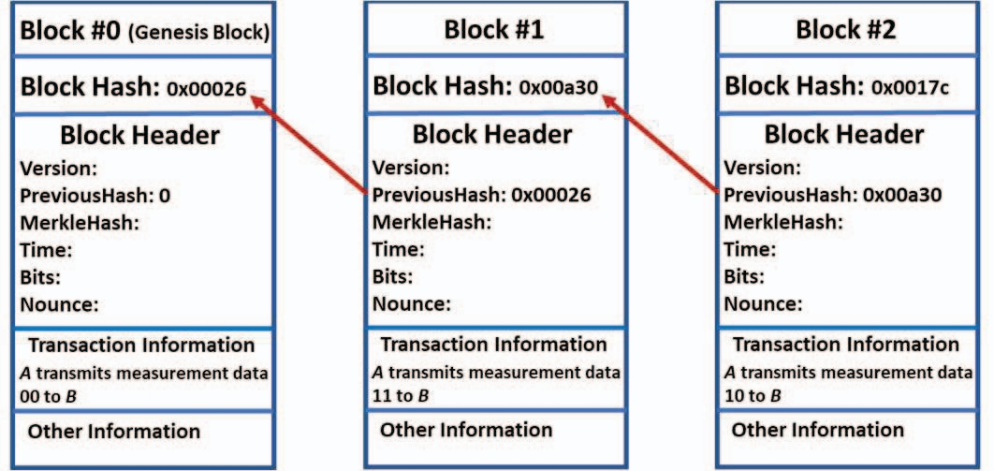 Block #0 (Genesis Block)
Block Hash: 0x00026
Block Header
Version:
PreviousHash: 0
MerkleHash:
Time:
Bits:
Nounce:
Transaction Information
A transmits measurement data
00 to B
Other Information
Block #1
Block Hash: 0x00a30
Block Header
Version:
PreviousHash: 0x00026
MerkleHash:
Time:
Bits:
Nounce:
Transaction Information
A transmits measurement data
11 to B
Other Information
Block #2
Block Hash: 0x0017c
Block Header
Version:
PreviousHash: 0x00a30
MerkleHash:
Time:
Bits:
Nounce:
Transaction Information
A transmits measurement data
10 to B
Other Information